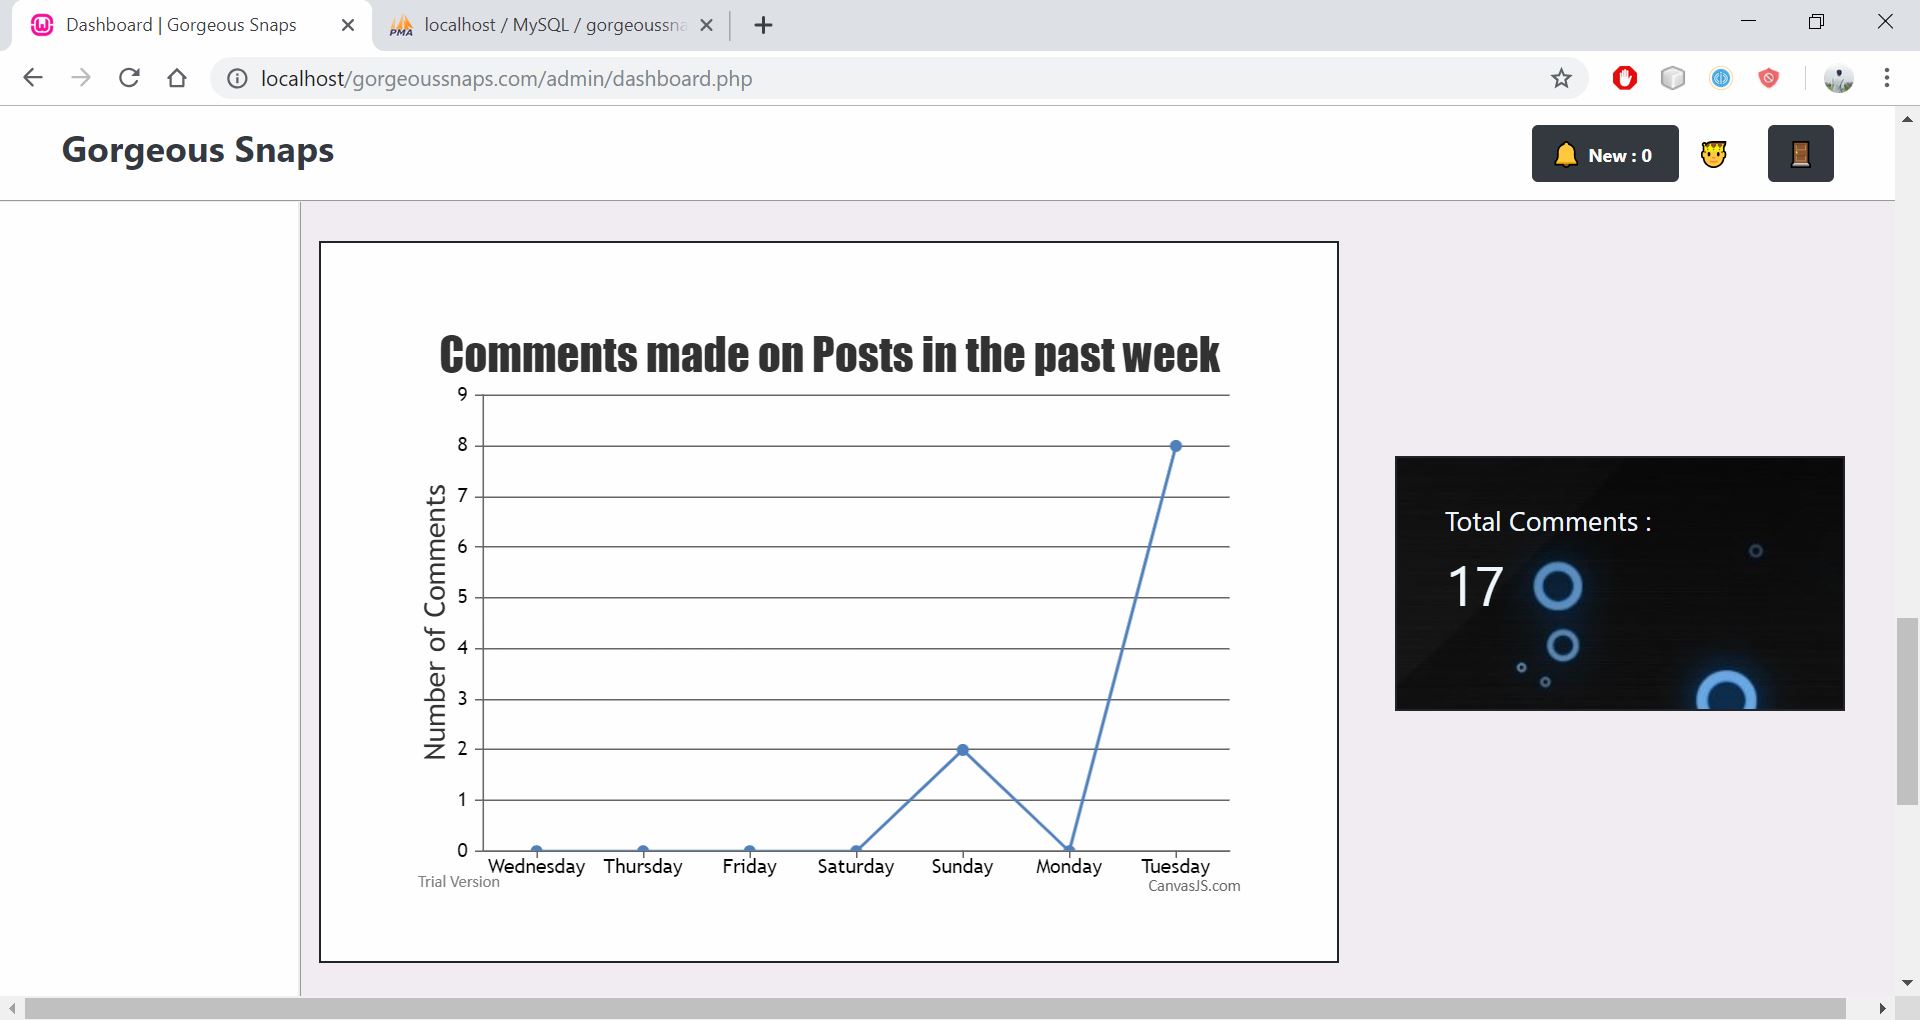 Dashboard | Gorgeous Snaps
localhost / MySQL / gorgeoussna
localhost/gorgeoussnaps.com/admin/dashboard.php
Gorgeous Snaps
New : 0
Comments made on Posts in the past week
Number of Comments
9
8
7
6
5
4
3
2
1
0
Wednesday Thursday Friday Saturday Sunday Monday Tuesday
Trial Version
CanvasJS.com
Total Comments :
17
PMA